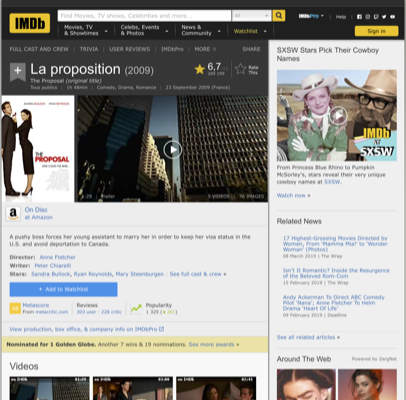 IMDb
Find Movies, TV shows, Celebrities and more...
All
IMDbPro
Help
Movies, TV & Showtimes
Celebs, Events & Photos
News & Community
Watchlist
Sign in
FULL CAST AND CREW | TRIVIA | USER REVIEWS | IMDbPro | MORE
SHARE
La proposition (2009)
The Proposal (original title)
Tous publics | 1h 48min | Comedy, Drama, Romance | 23 September 2009 (France)
6,7
Rate This
SANDRA BULLOCK RYAN REYNOLDS
THE PROPOSAL
Trailer
5 VIDEOS
76 IMAGES
On Disc
at Amazon
A pushy boss forces her young assistant to marry her in order to keep her visa status in the U.S. and avoid deportation to Canada.
Director: Anne Fletcher
Writer: Peter Chiarelli
Stars: Sandra Bullock, Ryan Reynolds, Mary Steenburgen | See full cast & crew »
+ Add to Watchlist
Metascore
From metacritic.com
Reviews
303 user | 228 critic
Popularity
1 325
View production, box office, & company info on IMDbPro
Nominated for 1 Golden Globe. Another 7 wins & 19 nominations. See more awards »
Videos
SXSW Stars Pick Their Cowboy Names
IMDb
at
SXSW
From Princess Blue Rhino to Pumpkin McSorley's, stars reveal their very unique cowboy names at SXSW.
Watch now »
Related News
17 Highest-Grossing Movies Directed by Women, From 'Mamma Mia!' to 'Wonder Woman' (Photos)
08 March 2019 | The Wrap
Isn't It Romantic? Inside the Resurgence of the Beloved Rom-Com
15 February 2019 | The Wrap
Andy Ackerman To Direct ABC Comedy Pilot 'Nana'; Anne Fletcher To Helm Drama 'Heart Of Life'
09 February 2019 | Deadline
See all related articles »
Around The Web
Powered by ZergNet